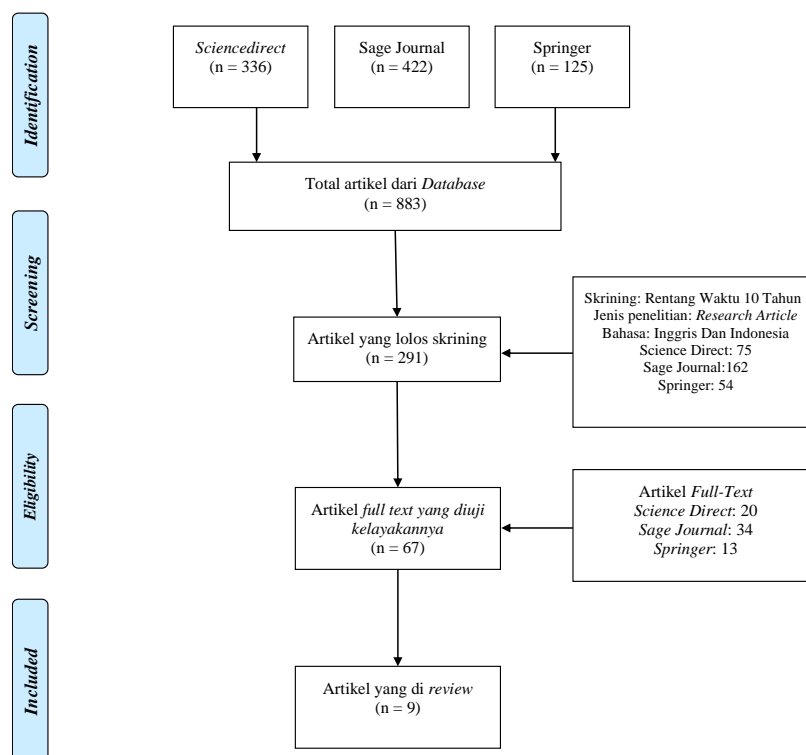 Identification
Sciencedirect
(n = 336)
Sage Journal
(n = 422)
Springer
(n = 125)
Total artikel dari Database
(n = 883)
Screening
Artikel yang lolos skrining
(n = 291)
Skrining: Rentang Waktu 10 Tahun
Jenis penelitian: Research Article
Bahasa: Inggris Dan Indonesia
Science Direct: 75
Sage Journal:162
Springer: 54
Eligibility
Artikel full text yang diuji
kelayakannya
(n = 67)
Artikel Full-Text
Science Direct: 20
Sage Journal: 34
Springer: 13
Included
Artikel yang di review
(n = 9)